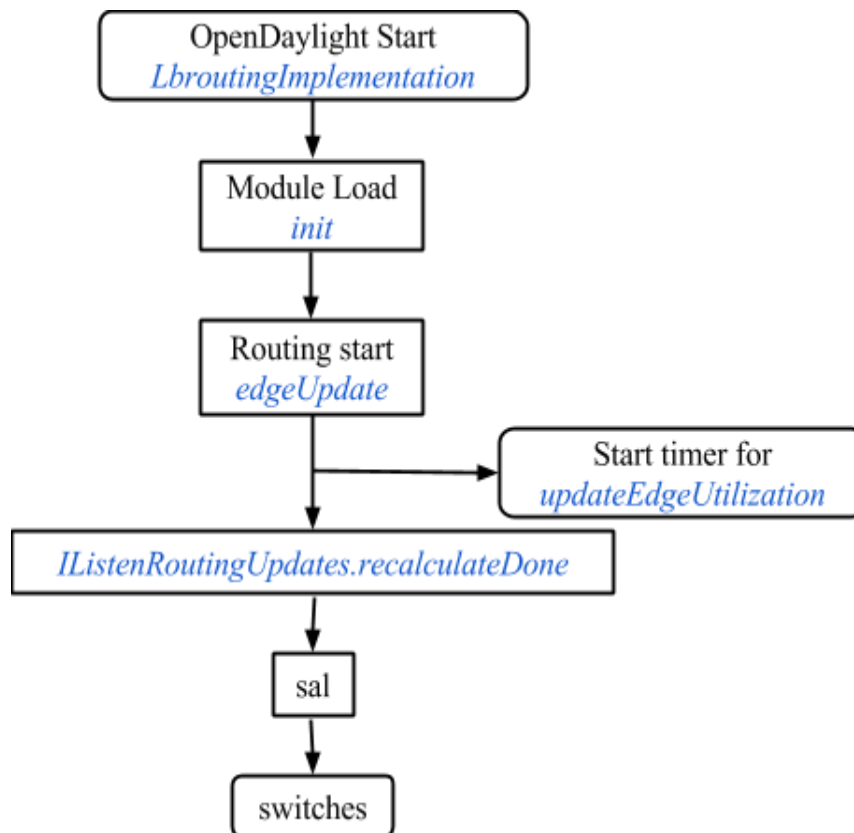 OpenDaylight Start
LbroutingImplementation
Module Load
init
Routing start
edgeUpdate
Start timer for
updateEdgeUtilization
IListenRoutingUpdates.recalculateDone
sal
switches